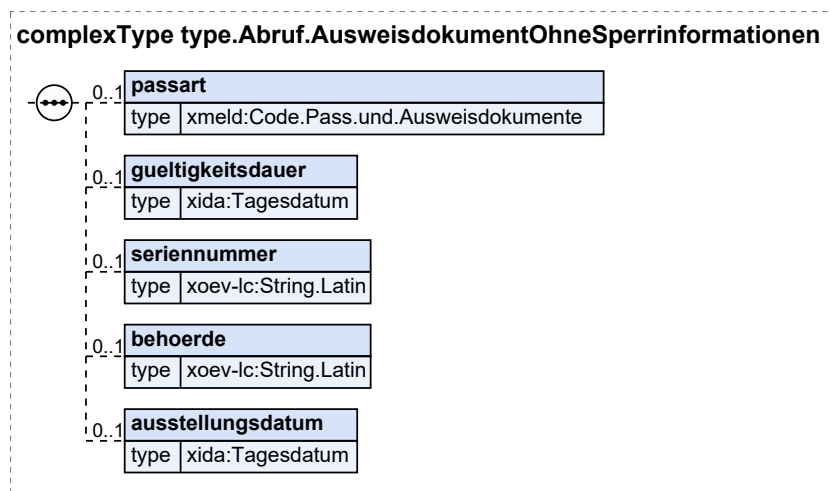 complexType type.Abruf.AusweisdokumentOhneSperrinformationen
0..1 passart
type xmeld:Code.Pass.und.Ausweisdokumente
0..1 gueltigkeitsdauer
type xida:Tagesdatum
0..1 seriennummer
type xoev-lc:String.Latin
0..1 behoerde
type xoev-lc:String.Latin
0..1 ausstellungsdatum
type xida:Tagesdatum